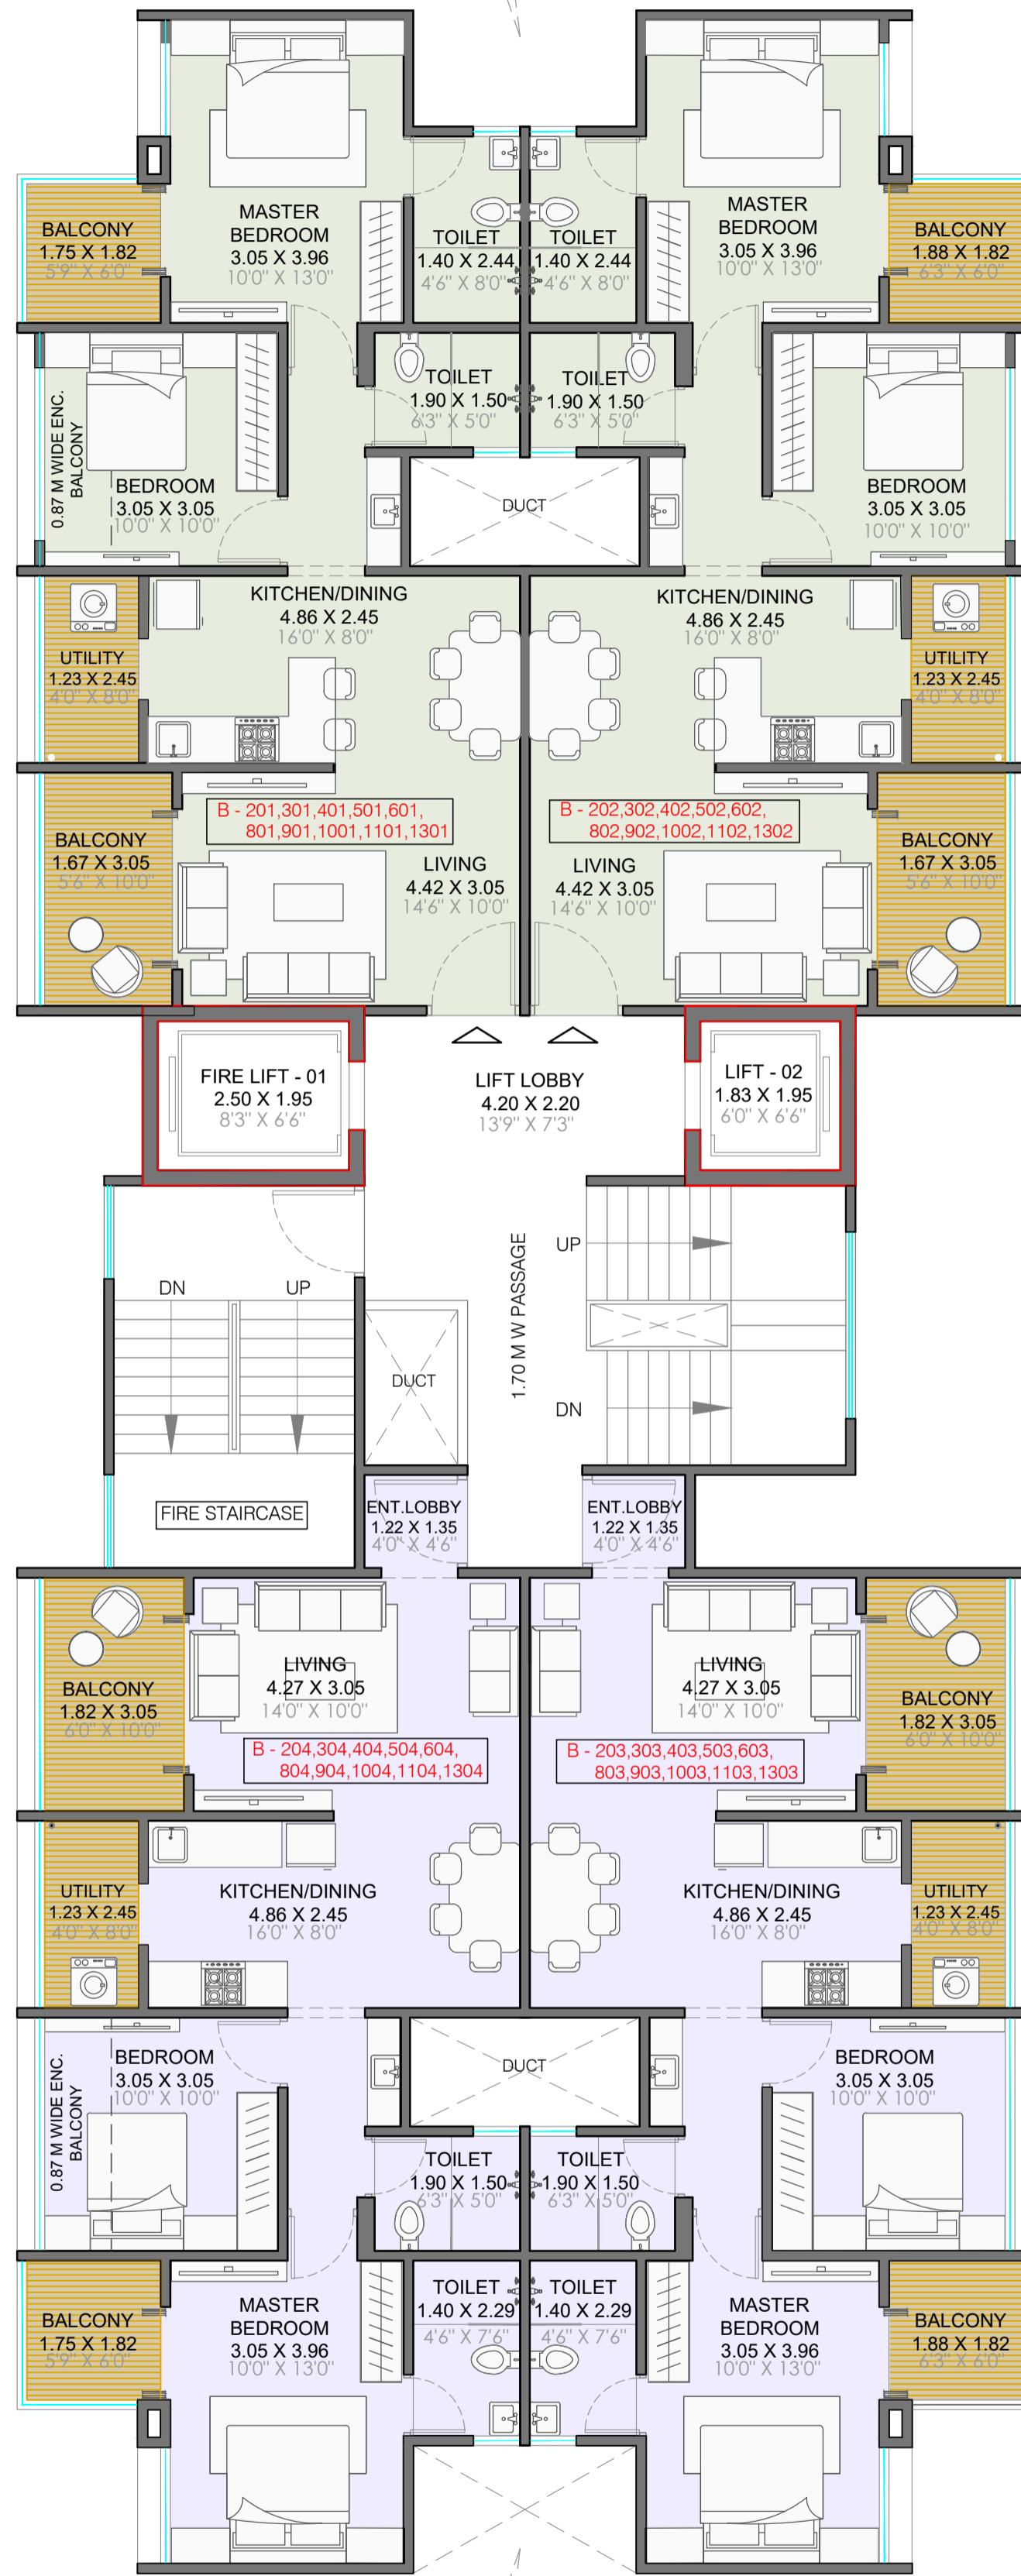 MASTER
BEDROOM
3.05 X 3.96
10'0" X 13'0"
MASTER
BEDROOM
3.05 X 3.96
10'0" X 13'0"
BALCONY
1.75 X 1.82
5'9" X 6'0"
TOILET
1.40 X 2.44
4'6" X 8'0"
TOILET
1.40 X 2.44
4'6" X 8'0"
BALCONY
1.88 X 1.82
6'3" X 6'0"
TOILET
1.90 X 1.50
6'3" X 5'0"
TOILET
1.90 X 1.50
6'3" X 5'0"
0.87 M WIDE ENC.
BALCONY
BEDROOM
3.05 X 3.05
10'0" X 10'0"
DUCT
BEDROOM
3.05 X 3.05
10'0" X 10'0"
KITCHEN/DINING
4.86 X 2.45
16'0" X 8'0"
KITCHEN/DINING
4.86 X 2.45
16'0" X 8'0"
UTILITY
1.23 X 2.45
4'0" X 8'0"
UTILITY
1.23 X 2.45
4'0" X 8'0"
B - 201,301,401,501,601,
801,901,1001,1101,1301
B - 202,302,402,502,602,
802,902,1002,1102,1302
BALCONY
1.67 X 3.05
5'6" X 10'0"
LIVING
4.42 X 3.05
14'6" X 10'0"
LIVING
4.42 X 3.05
14'6" X 10'0"
BALCONY
1.67 X 3.05
5'6" X 10'0"
FIRE LIFT - 01
2.50 X 1.95
8'3" X 6'6"
LIFT LOBBY
4.20 X 2.20
13'9" X 7'3"
LIFT - 02
1.83 X 1.95
6'0" X 6'6"
1.70 M W PASSAGE
UP
DN
UP
DUCT
DN
FIRE STAIRCASE
ENT.LOBBY
1.22 X 1.35
4'0" X 4'6"
ENT.LOBBY
1.22 X 1.35
4'0" X 4'6"
BALCONY
1.82 X 3.05
6'0" X 10'0"
LIVING
4.27 X 3.05
14'0" X 10'0"
LIVING
4.27 X 3.05
14'0" X 10'0"
BALCONY
1.82 X 3.05
6'0" X 10'0"
B - 204,304,404,504,604,
804,904,1004,1104,1304
B - 203,303,403,503,603,
803,903,1003,1103,1303
UTILITY
1.23 X 2.45
4'0" X 8'0"
KITCHEN/DINING
4.86 X 2.45
16'0" X 8'0"
KITCHEN/DINING
4.86 X 2.45
16'0" X 8'0"
UTILITY
1.23 X 2.45
4'0" X 8'0"
0.87 M WIDE ENC.
BALCONY
BEDROOM
3.05 X 3.05
10'0" X 10'0"
DUCT
BEDROOM
3.05 X 3.05
10'0" X 10'0"
TOILET
1.90 X 1.50
6'3" X 5'0"
TOILET
1.90 X 1.50
6'3" X 5'0"
BALCONY
1.75 X 1.82
5'9" X 6'0"
MASTER
BEDROOM
3.05 X 3.96
10'0" X 13'0"
TOILET
1.40 X 2.29
4'6" X 7'6"
TOILET
1.40 X 2.29
4'6" X 7'6"
MASTER
BEDROOM
3.05 X 3.96
10'0" X 13'0"
BALCONY
1.88 X 1.82
6'3" X 6'0"